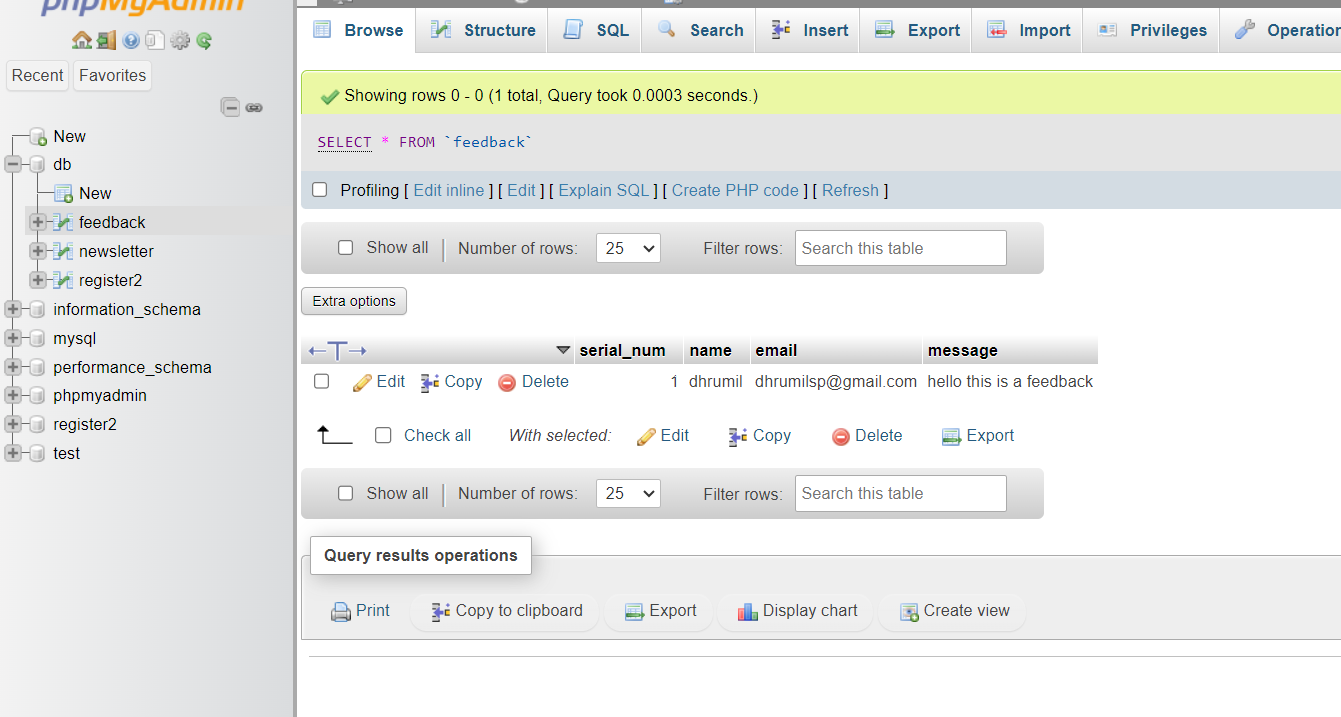 phpMyAdmin
Recent Favorites
New
db
New
feedback
newsletter
register2
information_schema
mysql
performance_schema
phpmyadmin
register2
test
Browse Structure SQL Search Insert Export Import Privileges
Showing rows 0 - 0 (1 total, Query took 0.0003 seconds.)
SELECT * FROM `feedback`
Profiling [ Edit inline ] [ Edit ] [ Explain SQL ] [ Create PHP code ] [ Refresh ]
Show all Number of rows: 25 Filter rows: Search this table
Extra options
←T→ serial_num name email message
Edit Copy Delete 1 dhrumil dhrumilsp@gmail.com hello this is a feedback
Check all With selected: Edit Copy Delete Export
Show all Number of rows: 25 Filter rows: Search this table
Query results operations
Print Copy to clipboard Export Display chart Create view